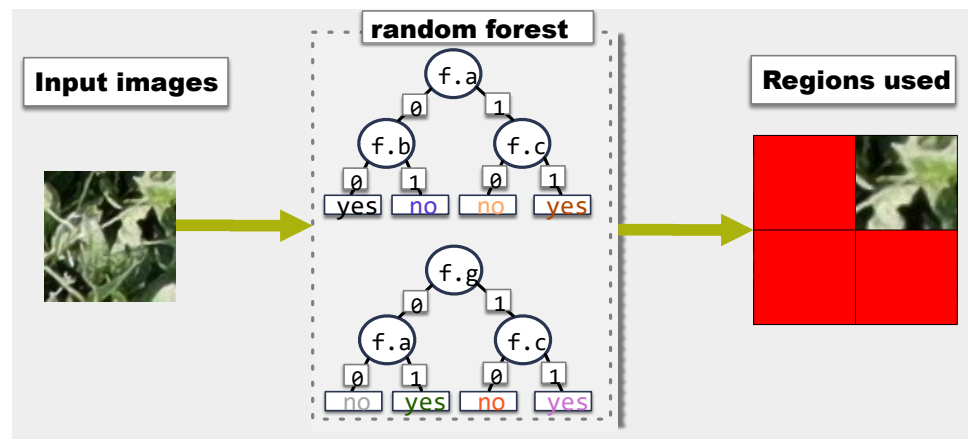 random forest
Input images
Regions used
f.a
0 1
f.b f.c
0 1 0 1
yes no no yes
f.g
0 1
f.a f.c
0 1 0 1
no yes no yes